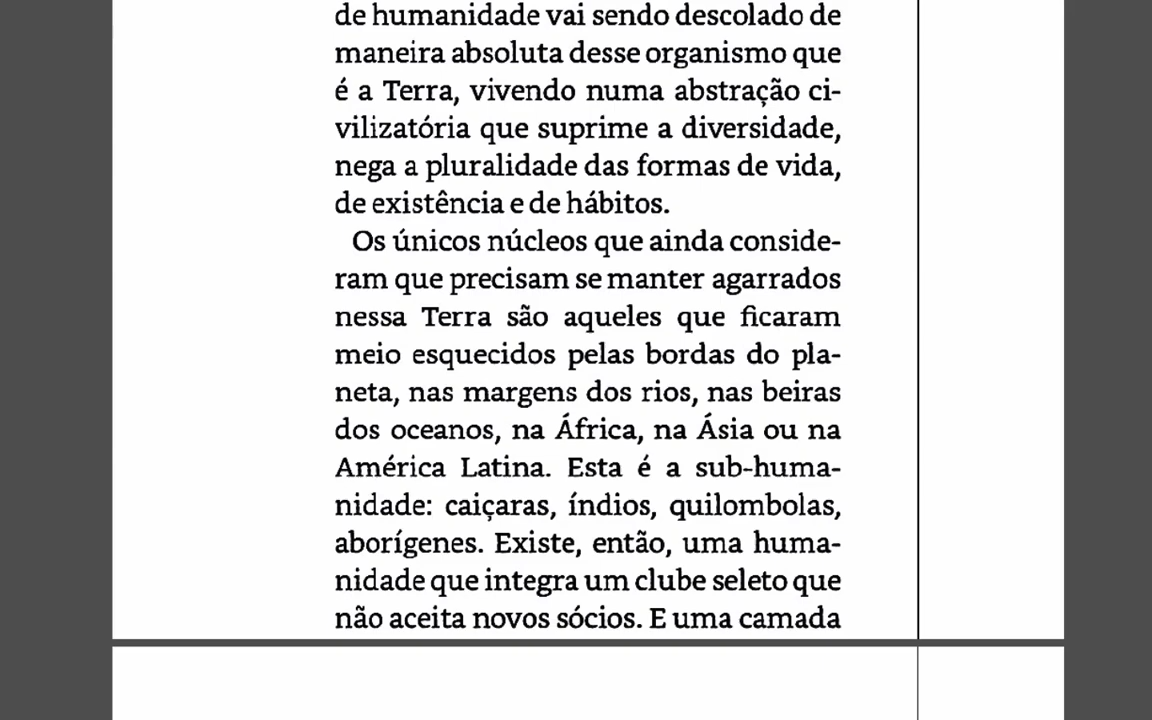 de humanidade vai sendo descolado de
maneira absoluta desse organismo que
é a Terra, vivendo numa abstração ci-
vilizatória que suprime a diversidade,
nega a pluralidade das formas de vida,
de existência e de hábitos.
Os únicos núcleos que ainda conside-
ram que precisam se manter agarrados
nessa Terra são aqueles que ficaram
meio esquecidos pelas bordas do pla-
neta, nas margens dos rios, nas beiras
dos oceanos, na África, na Ásia ou na
América Latina. Esta é a sub-huma-
nidade: caiçaras, índios, quilombolas,
aborígenes. Existe, então, uma huma-
nidade que integra um clube seleto que
não aceita novos sócios. E uma camada